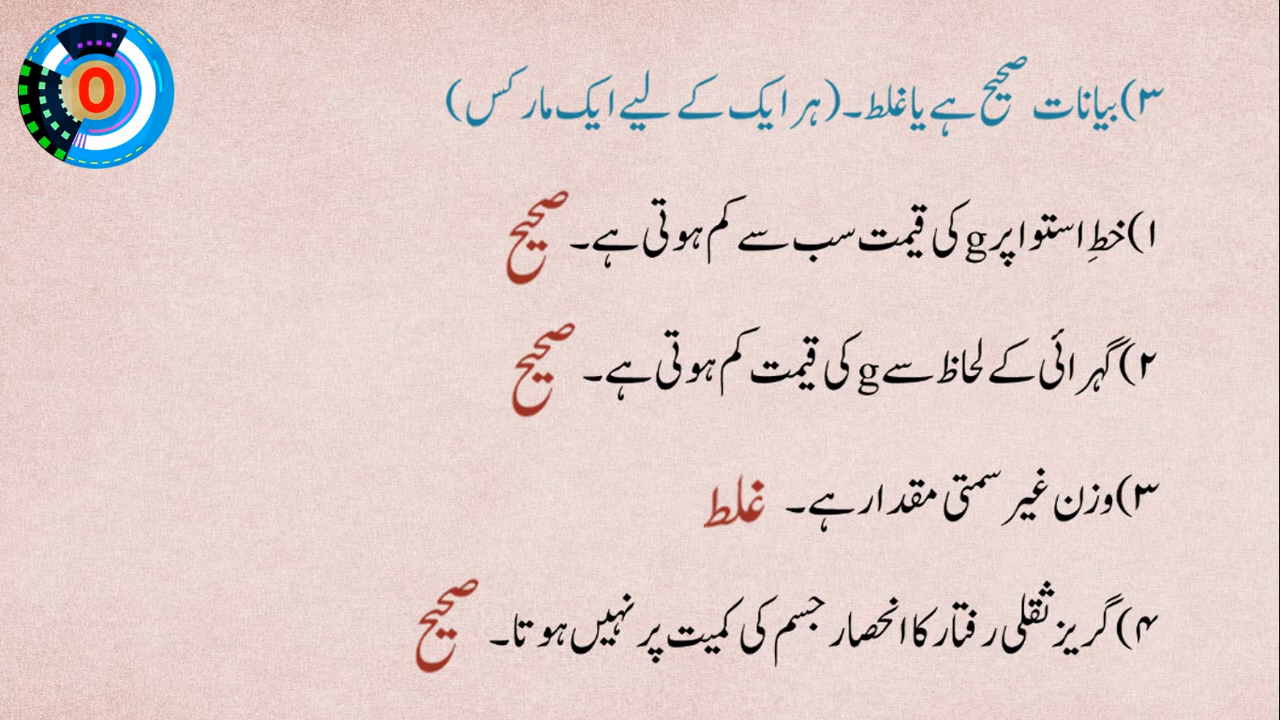 ۳) بیانات صحیح ہے یا غلط۔ (ہر ایک کے لیے ایک مارکس)
۱) خطِ استوا پر g کی قیمت سب سے کم ہوتی ہے۔ صحیح
۲) گہرائی کے لحاظ سے g کی قیمت کم ہوتی ہے۔ صحیح
۳) وزن غیر سمتی مقدار ہے۔ غلط
۴) گریز ثقلی رفتار کا انحصار جسم کی کمیت پر نہیں ہوتا۔ صحیح
0